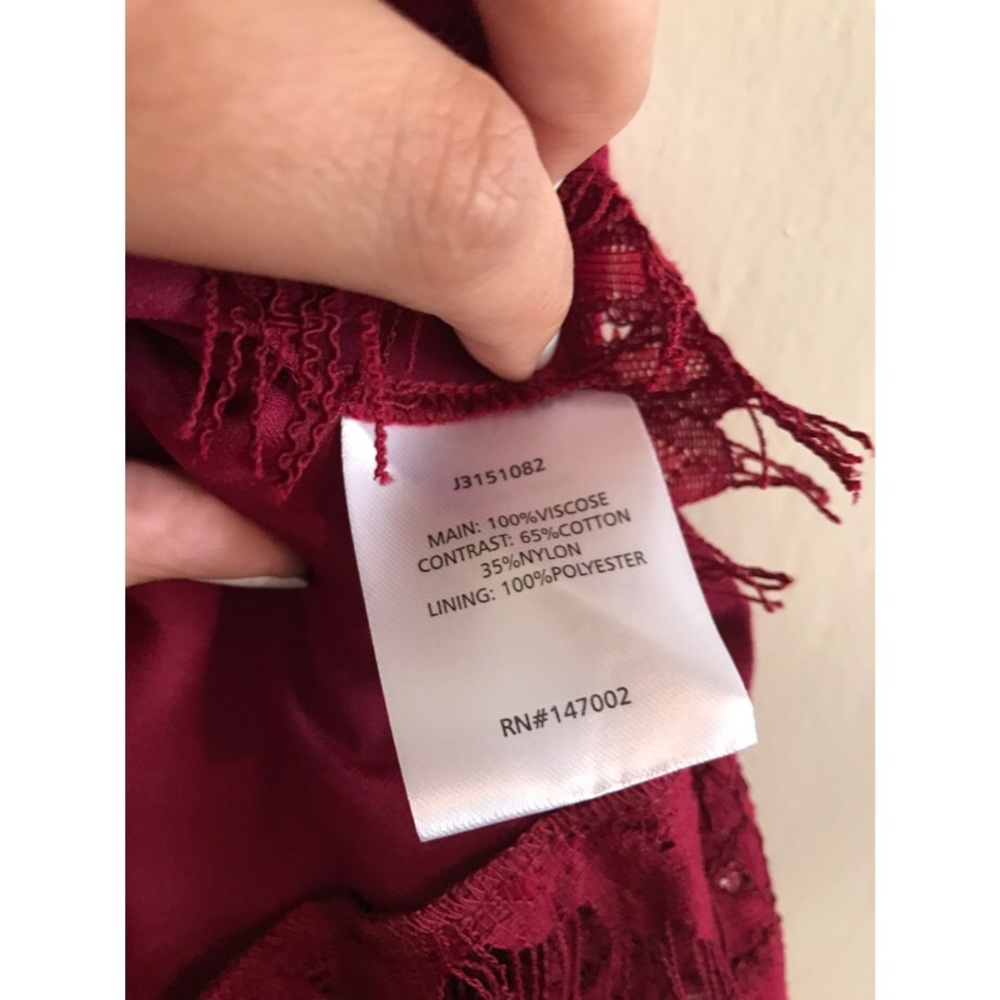 J3151082
MAIN: 100%VISCOSE
CONTRAST: 65%COTTON
35%NYLON
LINING: 100%POLYESTER
RN#147002